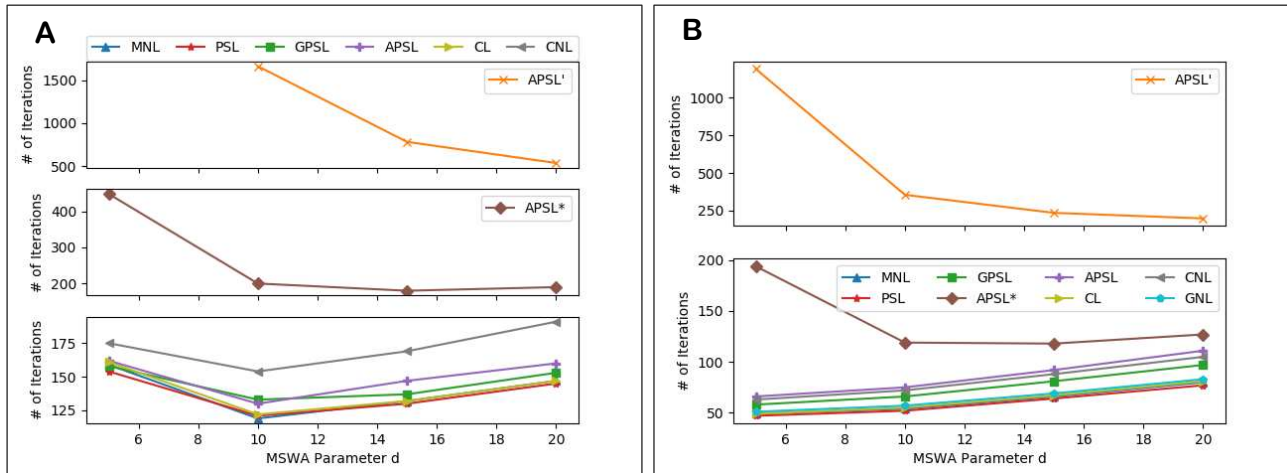 A
MNL PSL GPSL APSL CL CNL
APSL'
# of Iterations
1500
1000
500
APSL*
# of Iterations
400
300
200
# of Iterations
175
150
125
6 8 10 12 14 16 18 20
MSWA Parameter d
B
APSL'
# of Iterations
1000
750
500
250
MNL GPSL APSL CNL
PSL APSL* CL GNL
# of Iterations
200
150
100
50
6 8 10 12 14 16 18 20
MSWA Parameter d